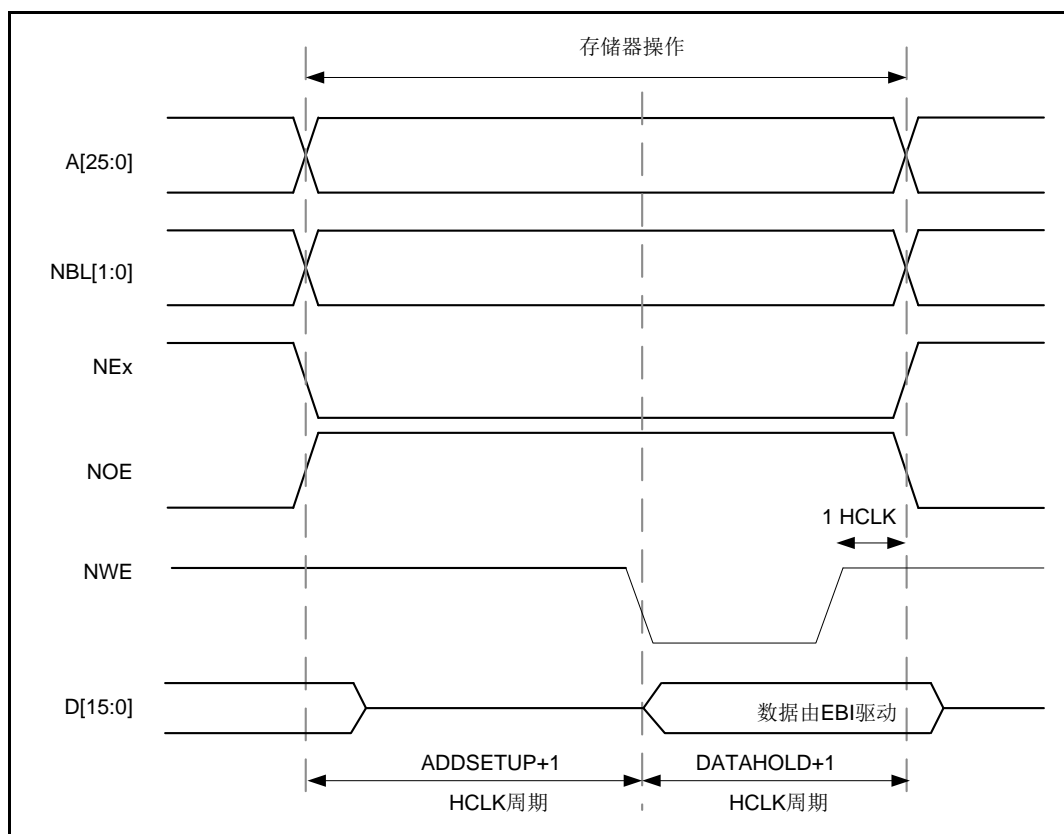 存储器操作
A[25:0]
NBL[1:0]
NEx
NOE
1 HCLK
NWE
D[15:0]
数据由EBI驱动
ADDSETUP+1
DATAHOLD+1
HCLK周期
HCLK周期